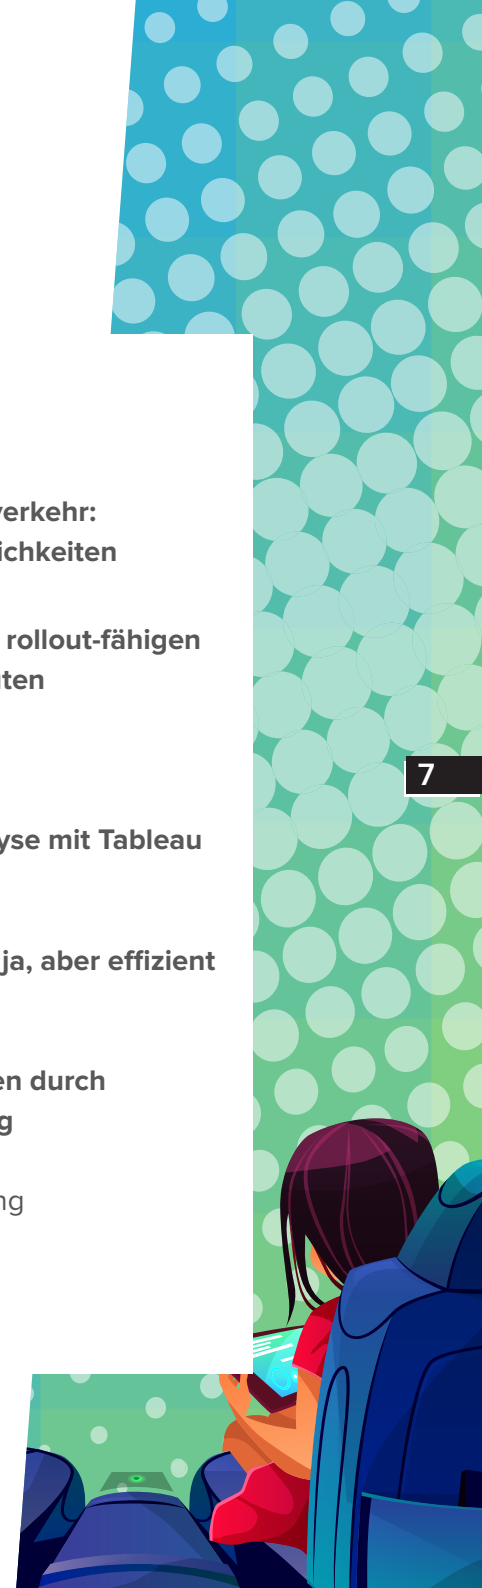 verkehr:
ichkeiten
rollout-fähigen
ten
7
yse mit Tableau
ja, aber effizient
en durch
g
ng